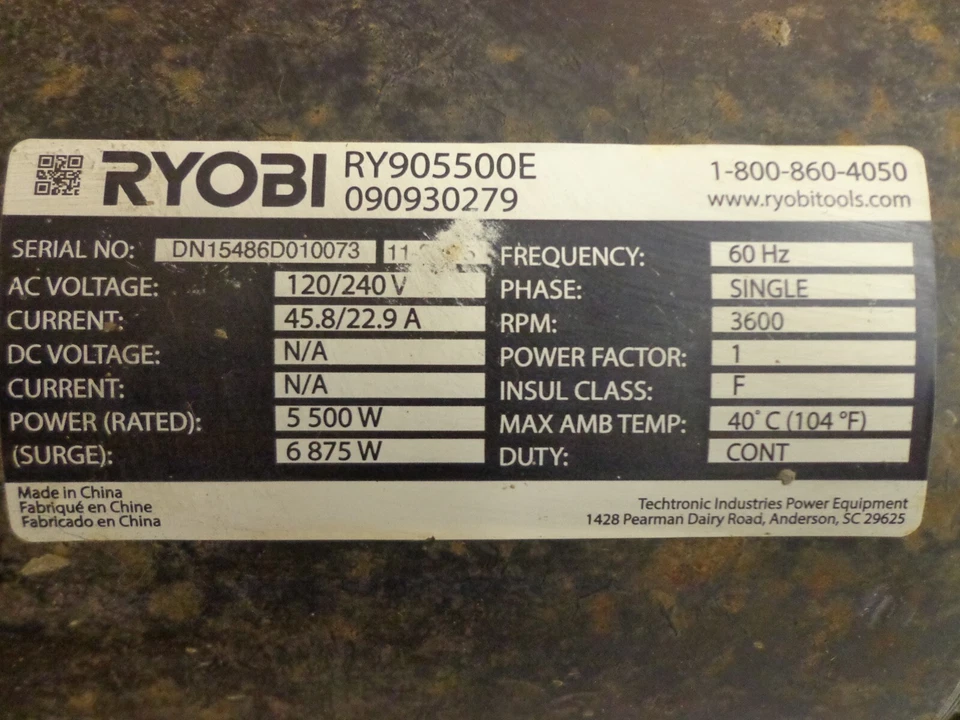 RYOBI RY905500E
090930279
1-800-860-4050
www.ryobitools.com
SERIAL NO: DN15486D010073
AC VOLTAGE: 120/240 V
CURRENT: 45.8/22.9 A
DC VOLTAGE: N/A
CURRENT: N/A
POWER (RATED): 5 500 W
(SURGE): 6 875 W
FREQUENCY: 60 Hz
PHASE: SINGLE
RPM: 3600
POWER FACTOR: 1
INSUL CLASS: F
MAX AMB TEMP: 40° C (104 °F)
DUTY: CONT
Made in China
Fabriqué en Chine
Fabricado en China
Techtronic Industries Power Equipment
1428 Pearman Dairy Road, Anderson, SC 29625